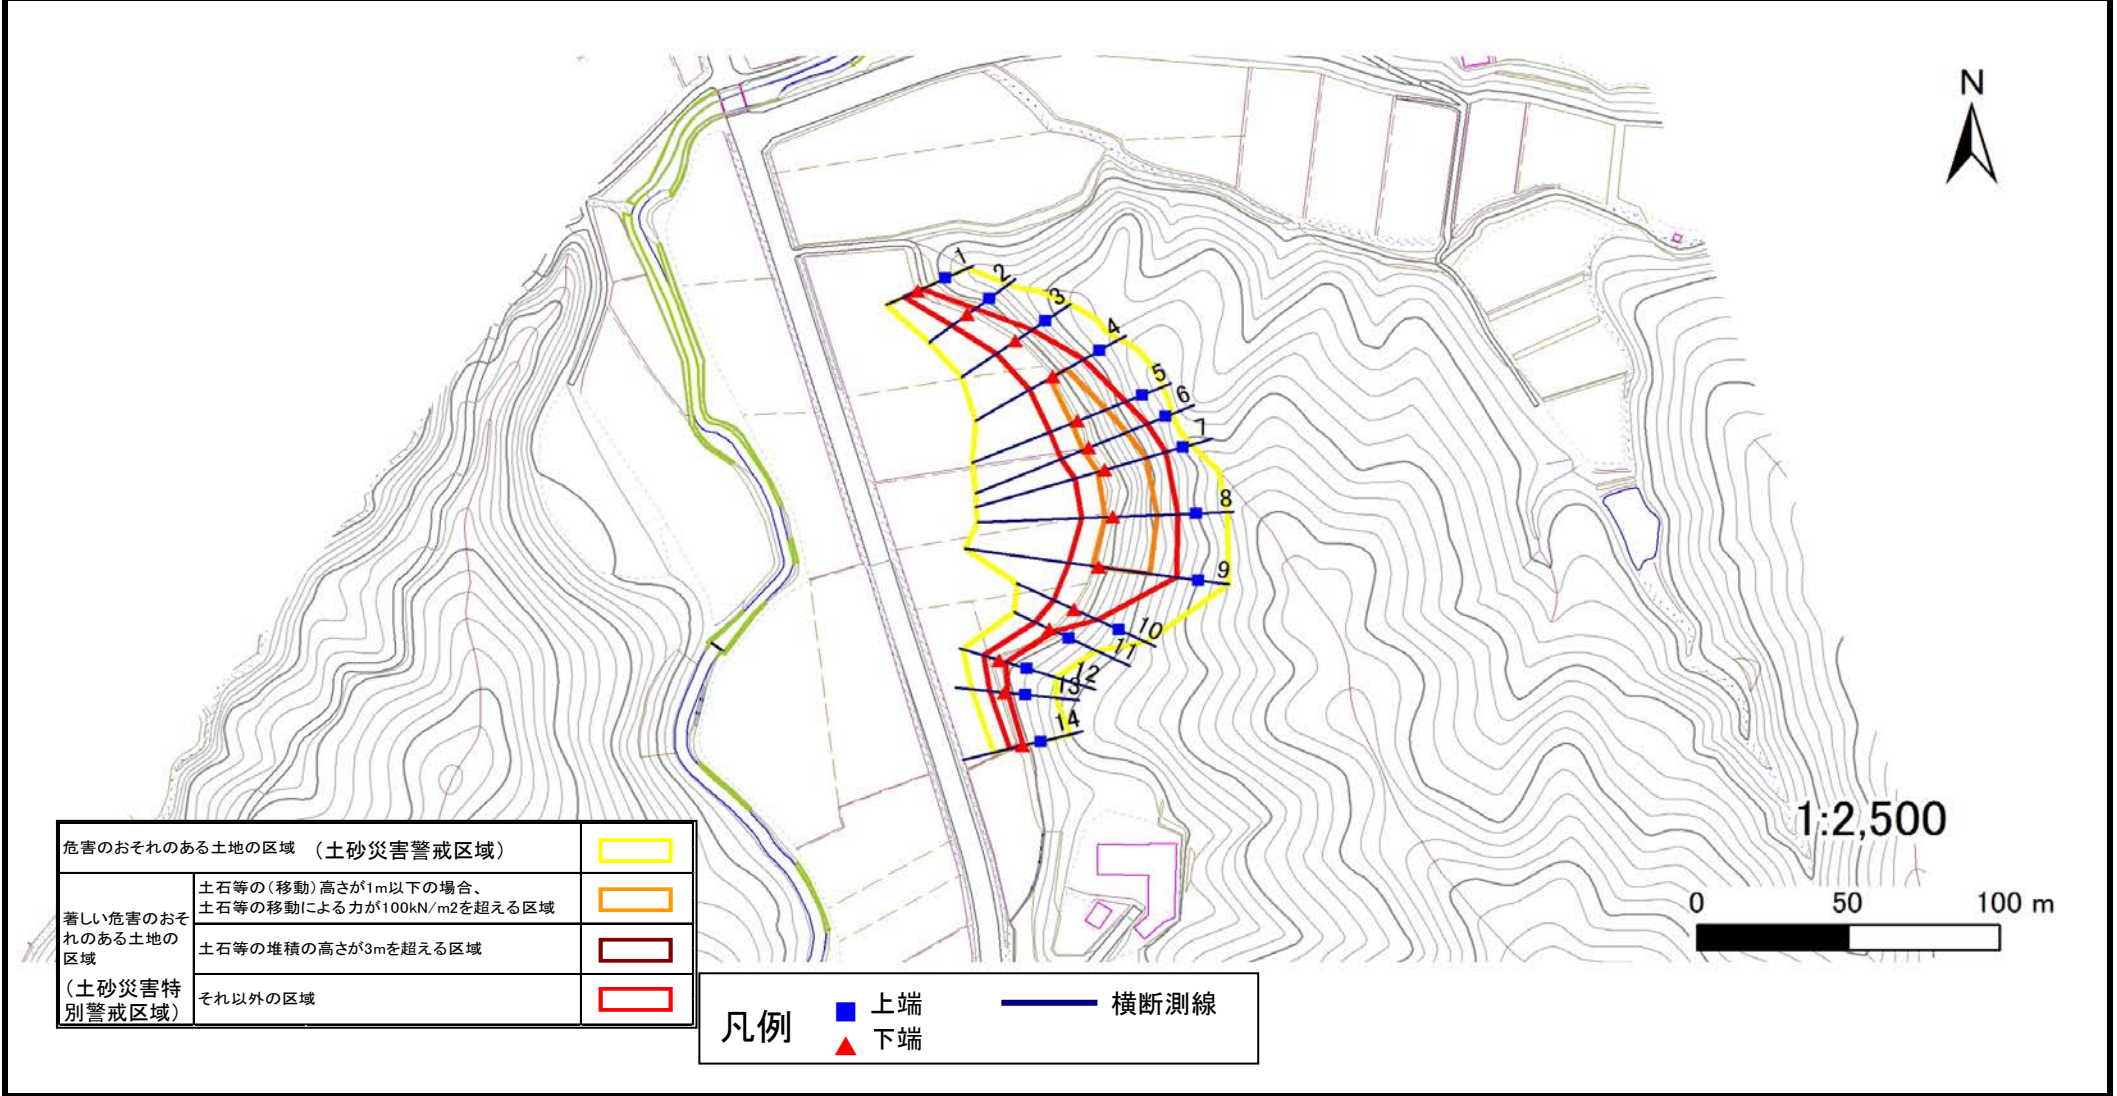 N
1
2
3
4
5
6
7
8
9
10
11
12
13
14
1:2,500
0 50 100 m
危害のおそれのある土地の区域 （土砂災害警戒区域）
著しい危害のおそ
れのある土地の
区域
（土砂災害特
別警戒区域）
土石等の（移動）高さが1m以下の場合、
土石等の移動による力が100kN/m2を超える区域
土石等の堆積の高さが3mを超える区域
それ以外の区域
凡例
上端
下端
横断測線